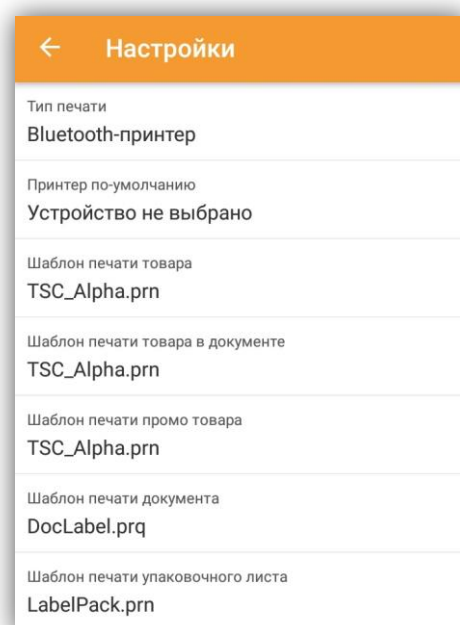 Настройки
Тип печати
Bluetooth-принтер
Принтер по-умолчанию
Устройство не выбрано
Шаблон печати товара
TSC_Alpha.prn
Шаблон печати товара в документе
TSC_Alpha.prn
Шаблон печати промо товара
TSC_Alpha.prn
Шаблон печати документа
DocLabel.prq
Шаблон печати упаковочного листа
LabelPack.prn